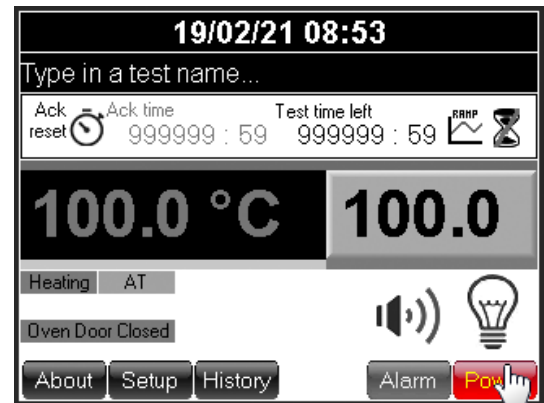 19/02/21 08:53
Type in a test name...
Ack reset Ack time Test time left RAMP
999999 : 59 999999 : 59
100.0 °C 100.0
Heating AT
Oven Door Closed
About Setup History Alarm